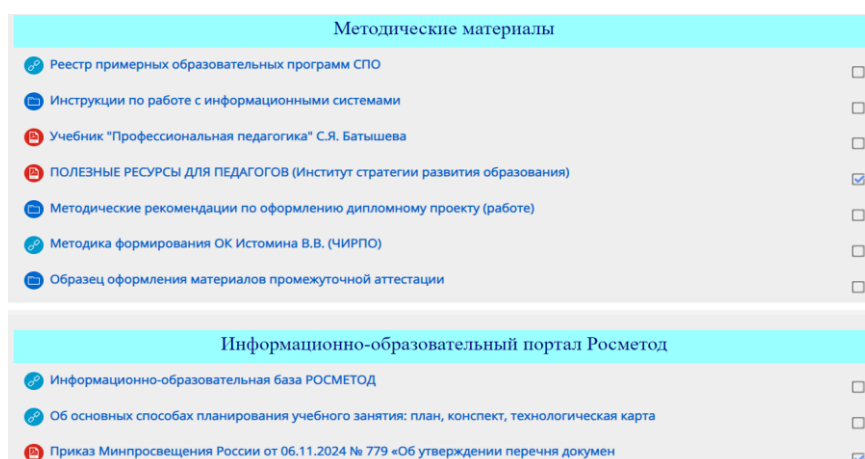 Методические материалы
Реестр примерных образовательных программ СПО
Инструкции по работе с информационными системами
Учебник "Профессиональная педагогика" С.Я. Батышева
ПОЛЕЗНЫЕ РЕСУРСЫ ДЛЯ ПЕДАГОГОВ (Институт стратегии развития образования)
Методические рекомендации по оформлению дипломному проекту (работе)
Методика формирования ОК Истомина В.В. (ЧИРПО)
Образец оформления материалов промежуточной аттестации
Информационно-образовательный портал Росметод
Информационно-образовательная база РОСМЕТОД
Об основных способах планирования учебного занятия: план, конспект, технологическая карта
Приказ Минпросвещения России от 06.11.2024 № 779 «Об утверждении перечня докумен